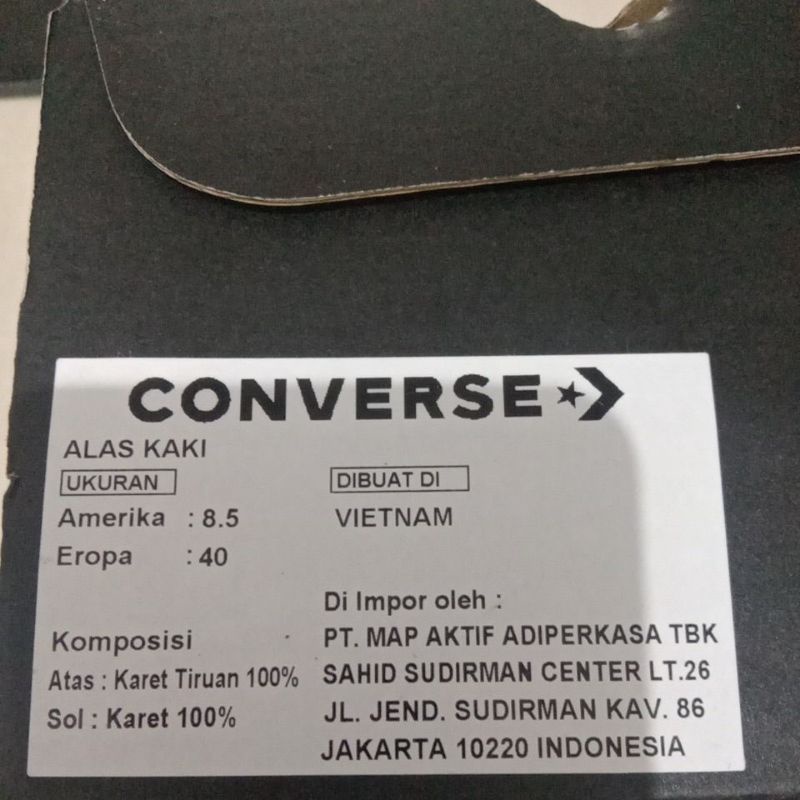 CONVERSE
ALAS KAKI
UKURAN
Amerika : 8.5
Eropa : 40
DIBUAT DI
VIETNAM
Komposisi
Atas : Karet Tiruan 100%
Sol : Karet 100%
Di Impor oleh :
PT. MAP AKTIF ADIPERKASA TBK
SAHID SUDIRMAN CENTER LT.26
JL. JEND. SUDIRMAN KAV. 86
JAKARTA 10220 INDONESIA